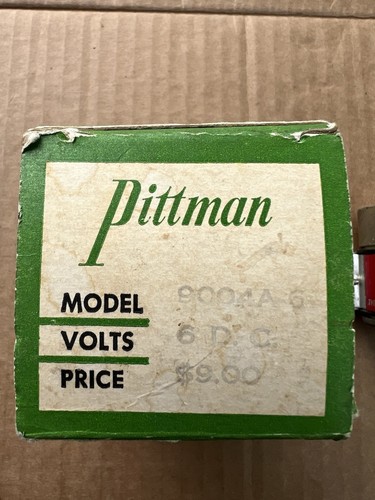 Pittman
MODEL 9004A 6
VOLTS 6 D.C.
PRICE $9.00